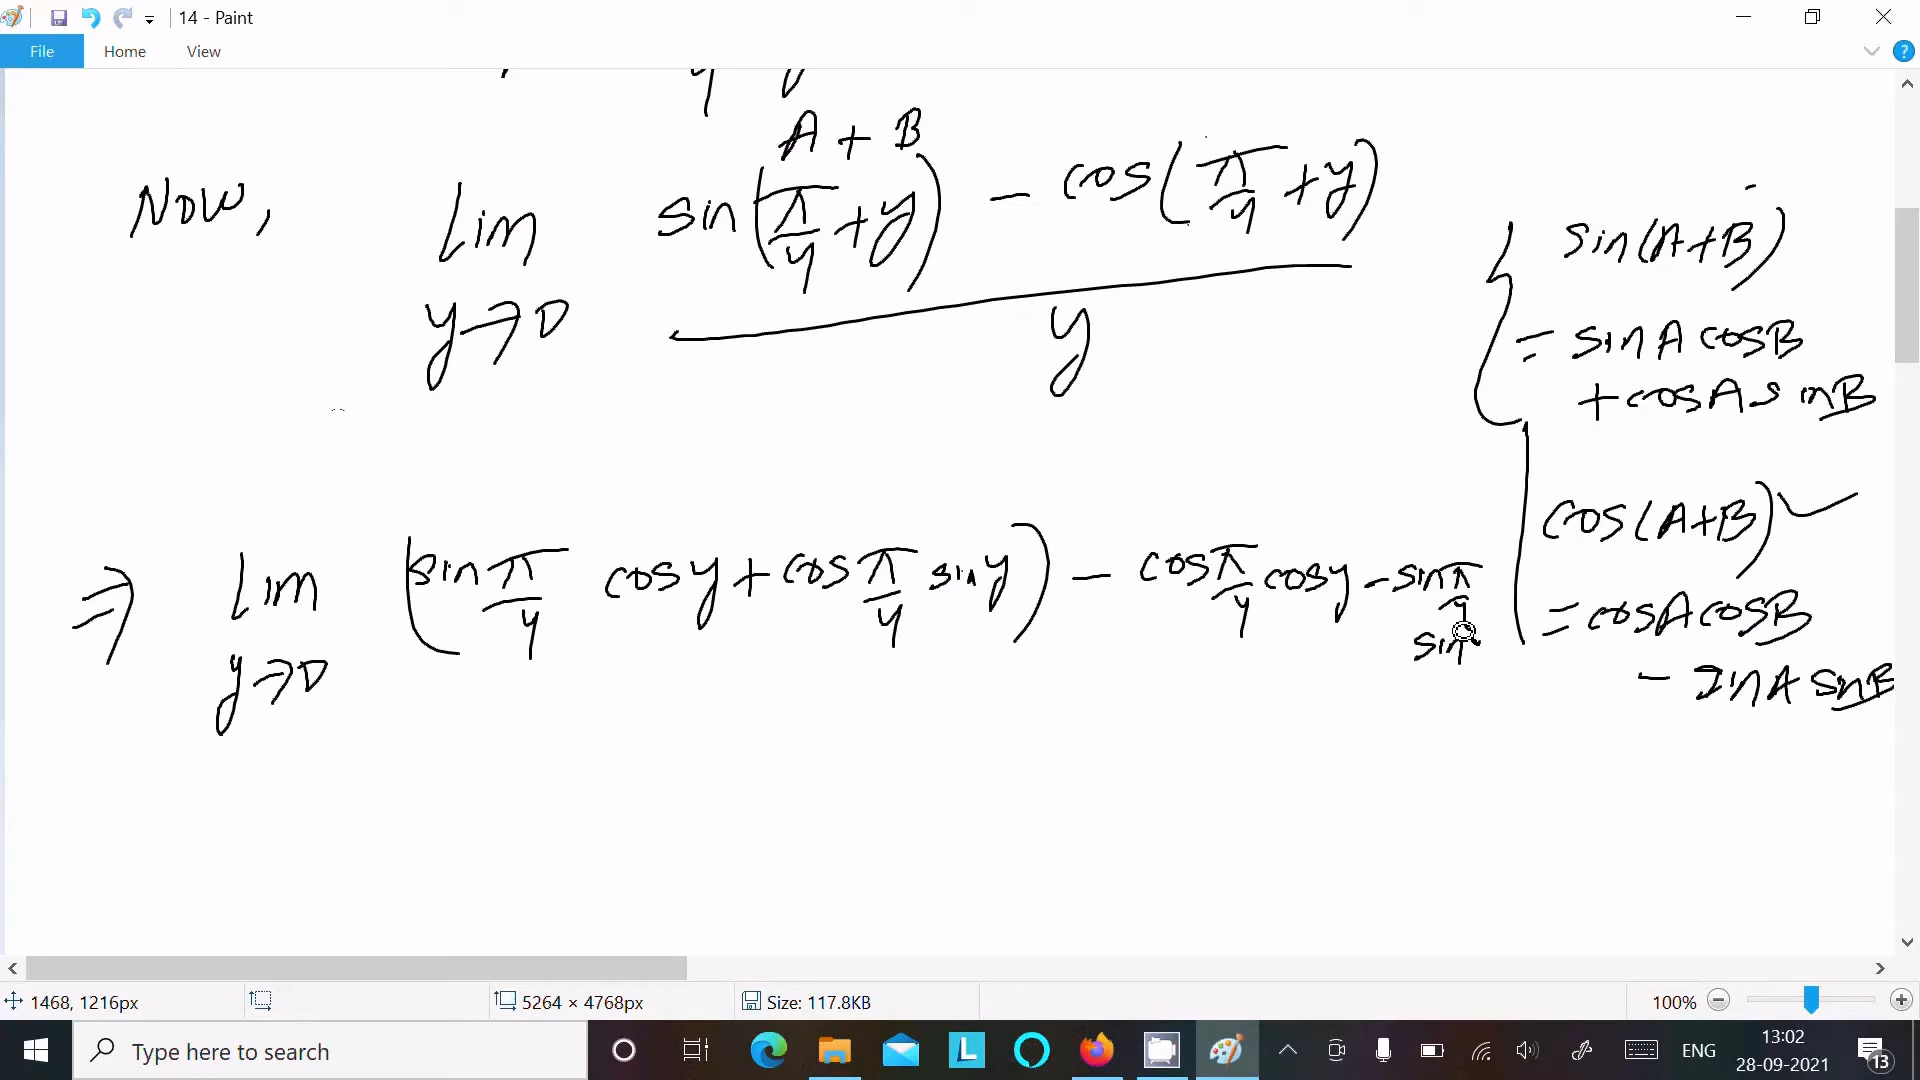 14 - Paint
File Home View
A + B
Now, Lim sin(π/4 + y) - cos(π/4 + y)
y→0 y
sin(A+B)
= sinA cosB
+ cosA sinB
cos(A+B)
= cosA cosB
- sinA sinB
⇒ Lim (sin π/4 cosy + cos π/4 siny) - cos π/4 cosy - sin π/4
y→0 sin
1468, 1216px 5264 × 4768px Size: 117.8KB 100%
Type here to search L ENG 13:02
28-09-2021 13